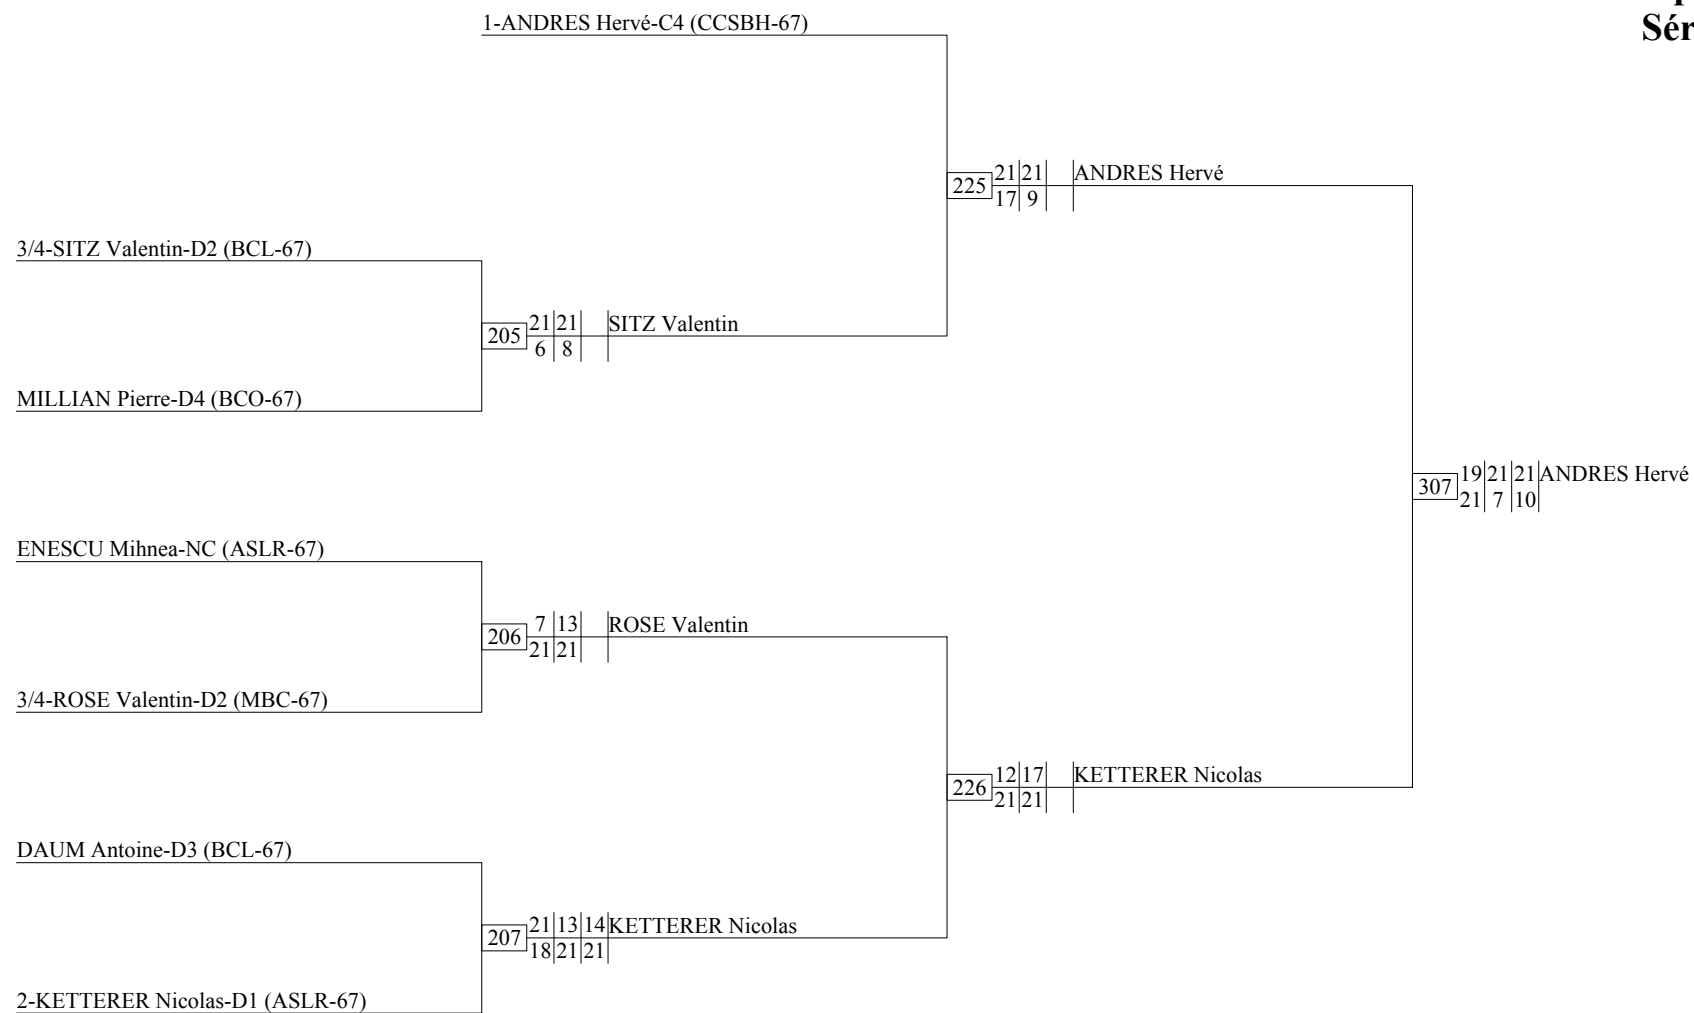 Sér
1-ANDRES Hervé-C4 (CCSBH-67)
225 21 21 ANDRES Hervé
17 9
3/4-SITZ Valentin-D2 (BCL-67)
205 21 21 SITZ Valentin
6 8
MILLIAN Pierre-D4 (BCO-67)
307 19 21 21 ANDRES Hervé
21 7 10
ENESCU Mihnea-NC (ASLR-67)
206 7 13 ROSE Valentin
21 21
3/4-ROSE Valentin-D2 (MBC-67)
226 12 17 KETTERER Nicolas
21 21
DAUM Antoine-D3 (BCL-67)
207 21 13 14 KETTERER Nicolas
18 21 21
2-KETTERER Nicolas-D1 (ASLR-67)